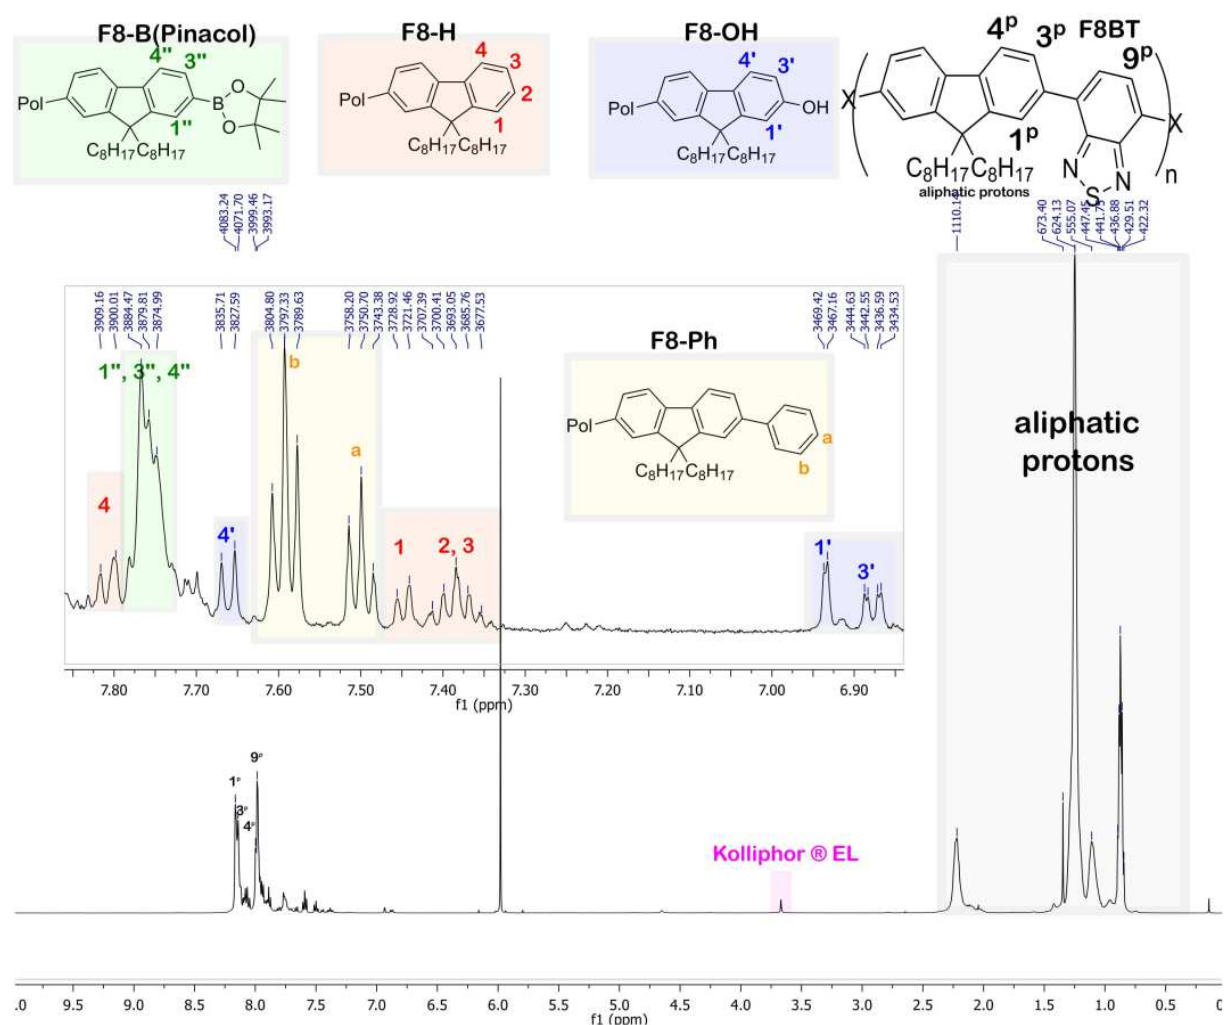 F8-B(Pinacol)
F8-H
F8-OH
F8BT
4''
3''
1''
Pol
B
O
O
C8H17C8H17
4
3
2
1
Pol
C8H17C8H17
4'
3'
1'
OH
Pol
C8H17C8H17
4p
3p
9p
1p
X
X
n
N
S
N
C8H17C8H17
aliphatic protons
4083.24
4071.70
3999.46
3993.17
1110.14
673.40
624.13
555.07
447.45
441.75
436.88
429.51
422.32
3909.16
3900.01
3884.47
3879.81
3874.99
3835.71
3827.59
3804.80
3797.33
3789.63
3758.20
3750.70
3743.38
3728.92
3721.46
3707.39
3700.41
3693.05
3685.76
3677.53
3469.42
3467.16
3444.63
3442.55
3436.59
3434.53
1'', 3'', 4''
4
4'
b
a
1
2, 3
F8-Ph
Pol
a
b
C8H17C8H17
1'
3'
7.80 7.70 7.60 7.50 7.40 7.30 7.20 7.10 7.00 6.90
f1 (ppm)
aliphatic
protons
1p
3p
4p
9p
Kolliphor ® EL
.0 9.5 9.0 8.5 8.0 7.5 7.0 6.5 6.0 5.5 5.0 4.5 4.0 3.5 3.0 2.5 2.0 1.5 1.0 0.5 0
f1 (ppm)